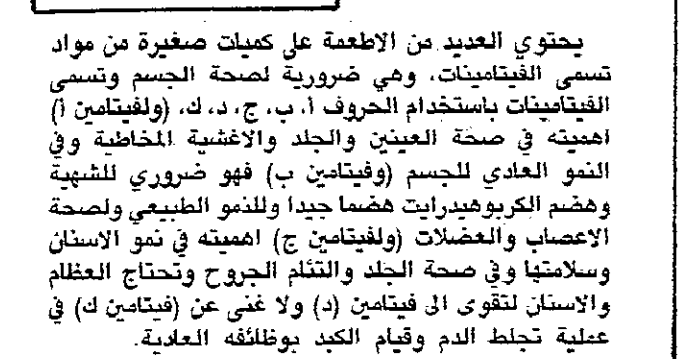 يحتوي العديد من الاطعمة على كميات صغيرة من مواد
تسمى الفيتامينات، وهي ضرورية لصحة الجسم وتسمى
الفيتامينات باستخدام الحروف أ، ب، ج، د، ك، (ولفيتامين أ)
اهميته في صحة العينين والجلد والاغشية المخاطية وفي
النمو العادي للجسم (وفيتامين ب) فهو ضروري للشهية
وهضم الكربوهيدرايت هضما جيدا وللنمو الطبيعي ولصحة
الاعصاب والعضلات (ولفيتامين ج) اهميته في نمو الاسنان
وسلامتها وفي صحة الجلد والتئام الجروح وتحتاج العظام
والاسنان لتقوى الى فيتامين (د) ولا غنى عن (فيتامين ك) في
عملية تجلط الدم وقيام الكبد بوظائفه العادية.